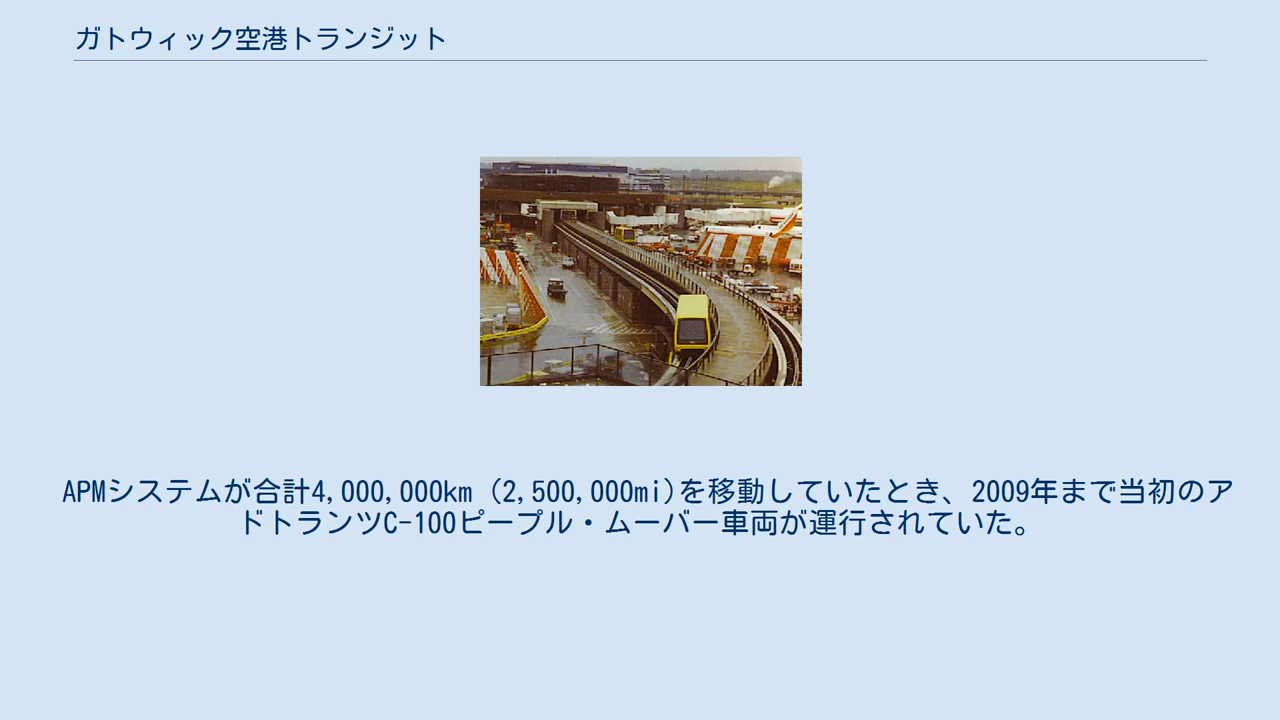 ガトウィック空港トランジット
APMシステムが合計4,000,000km (2,500,000mi)を移動していたとき、2009年まで当初のア
ドトランツC-100ピープル・ムーバー車両が運行されていた。